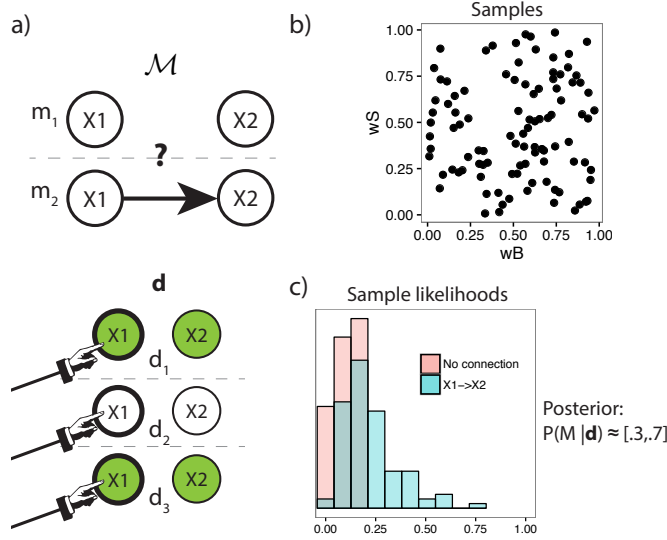 a)
M
m1
X1
X2
?
m2
X1
X2
d
X1
X2
d1
X1
X2
d2
X1
X2
d3
b)
Samples
wS
1.00
0.75
0.50
0.25
0.00
0.00 0.25 0.50 0.75 1.00
wB
c)
Sample likelihoods
No connection
X1−>X2
0.00 0.25 0.50 0.75 1.00
Posterior:
P(M |d) ≈ [.3,.7]